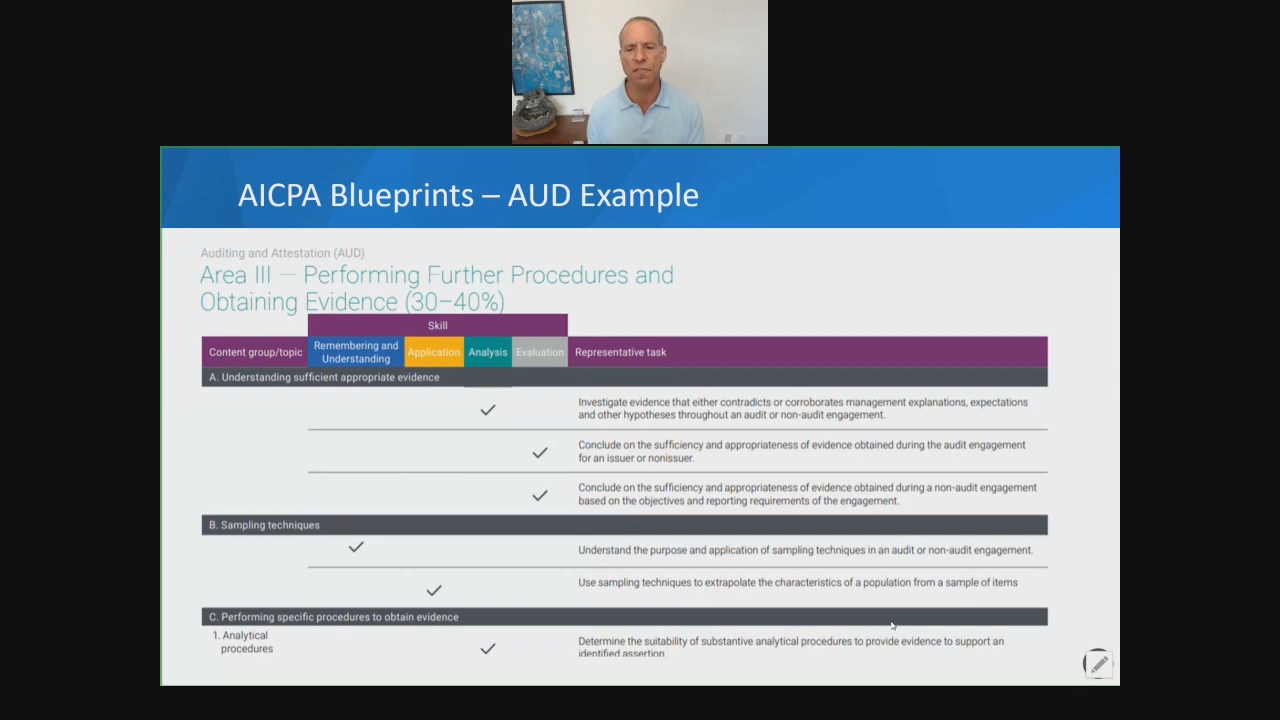 AICPA Blueprints – AUD Example
Auditing and Attestation (AUD)
Area III — Performing Further Procedures and
Obtaining Evidence (30–40%)
Skill
Content group/topic
Remembering and
Understanding
Application
Analysis
Evaluation
Representative task
A. Understanding sufficient appropriate evidence
Investigate evidence that either contradicts or corroborates management explanations, expectations
and other hypotheses throughout an audit or non-audit engagement.
Conclude on the sufficiency and appropriateness of evidence obtained during the audit engagement
for an issuer or nonissuer.
Conclude on the sufficiency and appropriateness of evidence obtained during a non-audit engagement
based on the objectives and reporting requirements of the engagement.
B. Sampling techniques
Understand the purpose and application of sampling techniques in an audit or non-audit engagement.
Use sampling techniques to extrapolate the characteristics of a population from a sample of items
C. Performing specific procedures to obtain evidence
1. Analytical
procedures
Determine the suitability of substantive analytical procedures to provide evidence to support an
identified assertion.